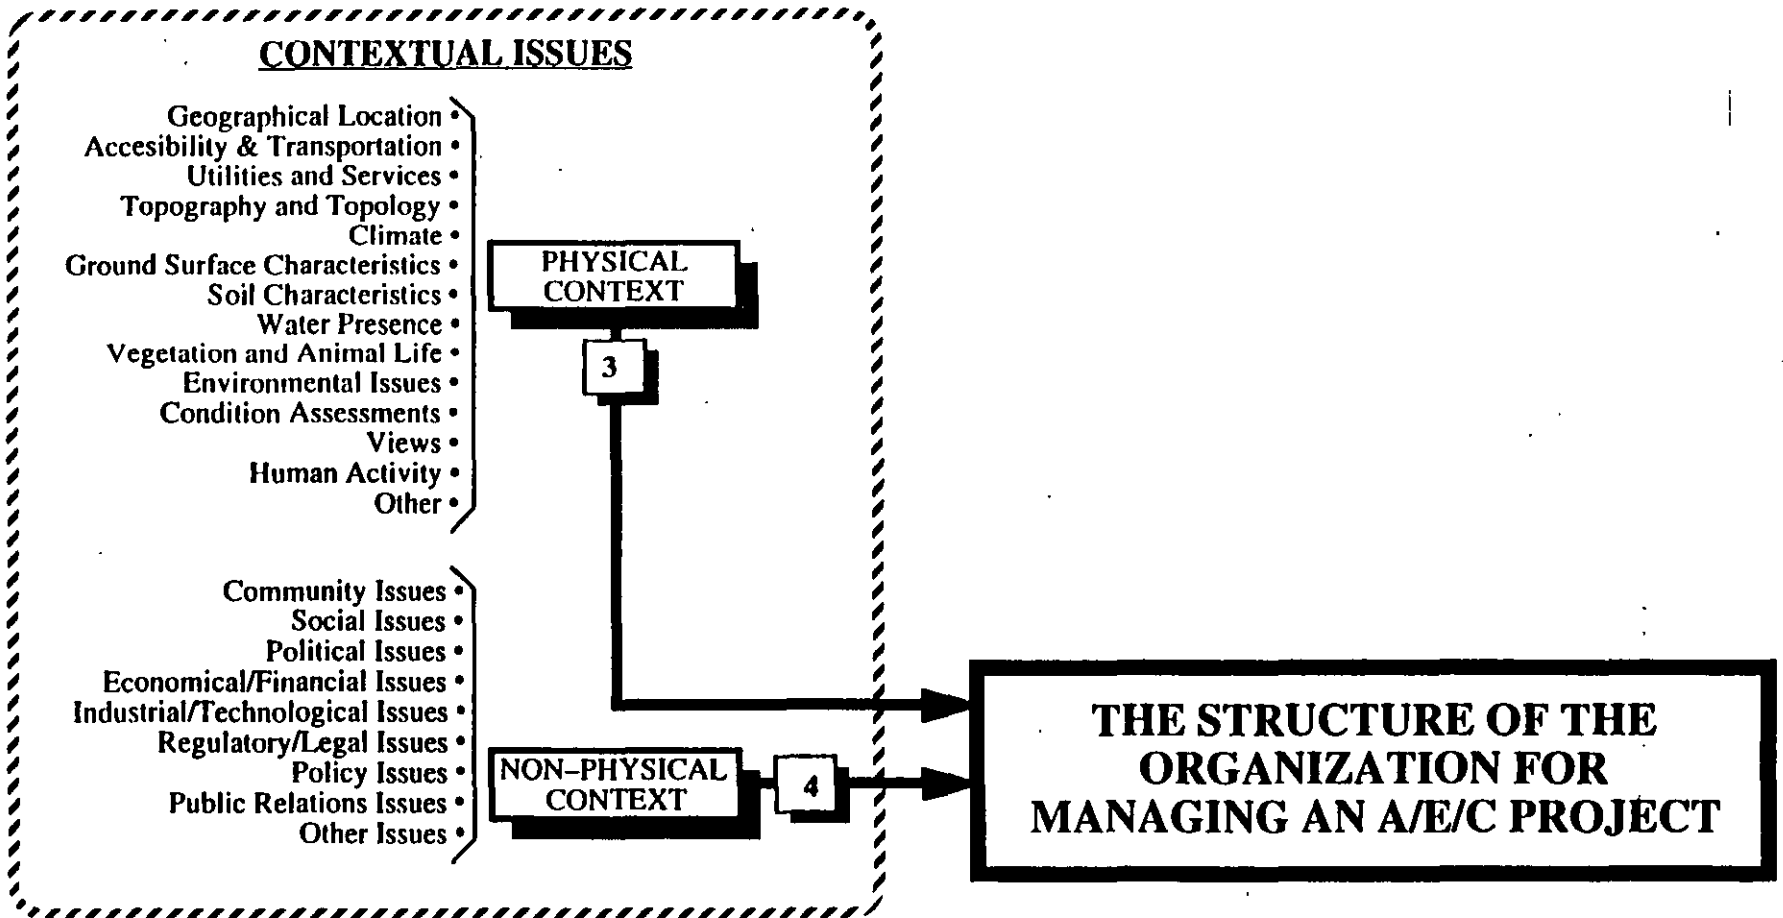 CONTEXTUAL ISSUES
Geographical Location •
Accesibility & Transportation •
Utilities and Services •
Topography and Topology •
Climate •
Ground Surface Characteristics •
Soil Characteristics •
Water Presence •
Vegetation and Animal Life •
Environmental Issues •
Condition Assessments •
Views •
Human Activity •
Other •
PHYSICAL
CONTEXT
3
Community Issues •
Social Issues •
Political Issues •
Economical/Financial Issues •
Industrial/Technological Issues •
Regulatory/Legal Issues •
Policy Issues •
Public Relations Issues •
Other Issues •
NON-PHYSICAL
CONTEXT
4
THE STRUCTURE OF THE
ORGANIZATION FOR
MANAGING AN A/E/C PROJECT